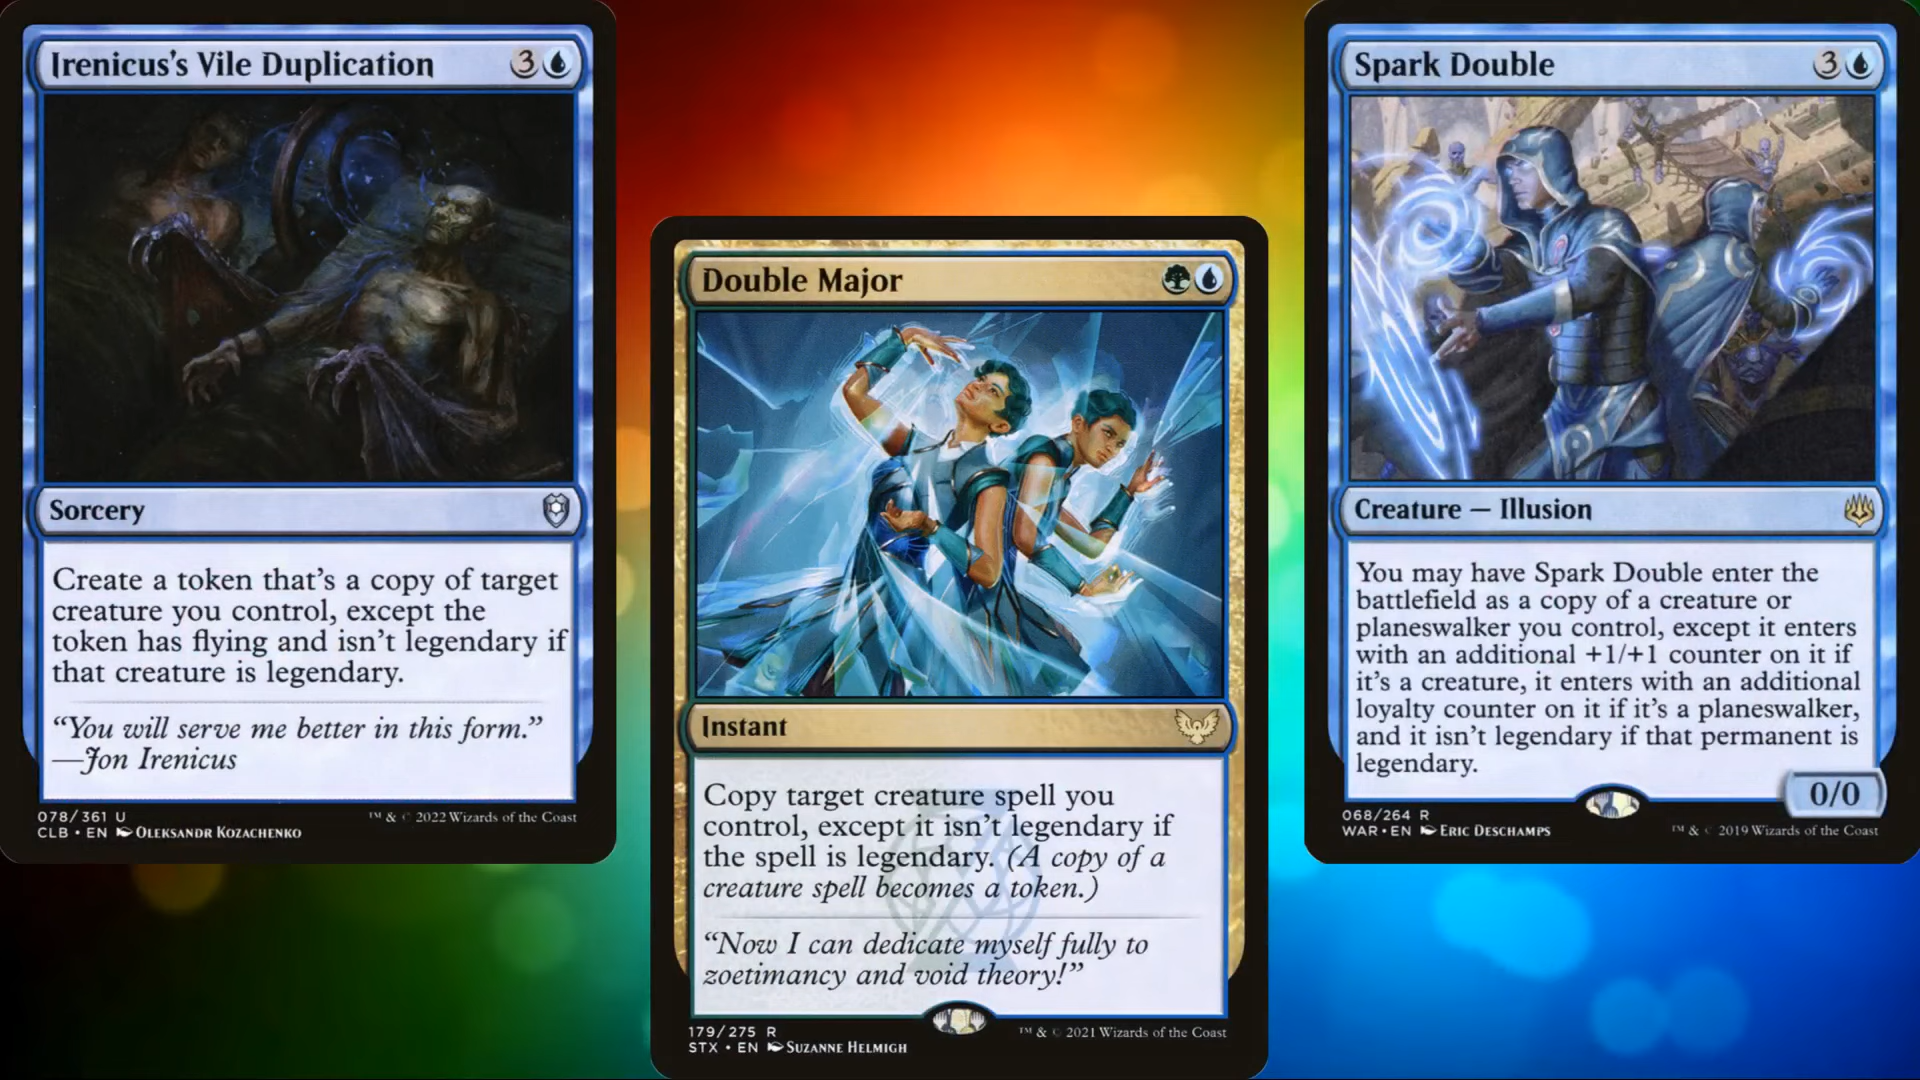 Irenicus's Vile Duplication 3
Sorcery
Create a token that's a copy of target
creature you control, except the
token has flying and isn't legendary if
that creature is legendary.
“You will serve me better in this form.”
—Jon Irenicus
078/361 U
CLB • EN OLEKSANDR KOZACHENKO
™ & © 2022 Wizards of the Coast
Double Major
Instant
Copy target creature spell you
control, except it isn't legendary if
the spell is legendary. (A copy of a
creature spell becomes a token.)
“Now I can dedicate myself fully to
zoetimancy and void theory!”
179/275 R
STX • EN SUZANNE HELMIGH
™ & © 2021 Wizards of the Coast
Spark Double 3
Creature — Illusion
You may have Spark Double enter the
battlefield as a copy of a creature or
planeswalker you control, except it enters
with an additional +1/+1 counter on it if
it's a creature, it enters with an additional
loyalty counter on it if it's a planeswalker,
and it isn't legendary if that permanent is
legendary.
0/0
068/264 R
WAR • EN ERIC DESCHAMPS
™ & © 2019 Wizards of the Coast